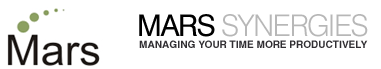 Mars
MARS SYNERGIES
MANAGING YOUR TIME MORE PRODUCTIVELY